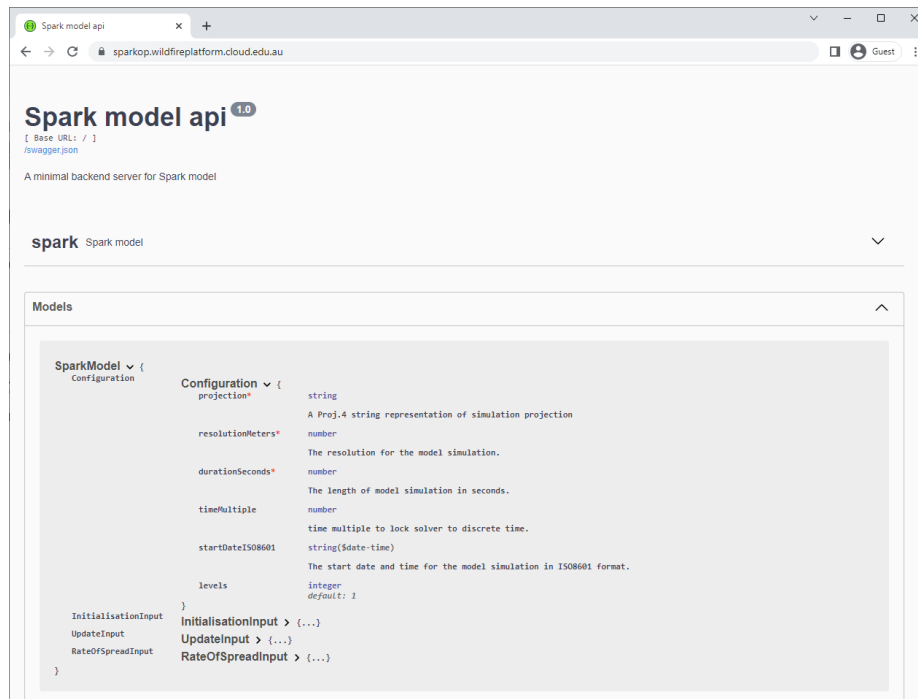 Spark model api
sparkop.wildfireplatform.cloud.edu.au
Guest
Spark model api 1.0
[ Base URL: / ]
/swagger.json
A minimal backend server for Spark model
spark Spark model
Models
SparkModel {
Configuration Configuration {
projection* string
A Proj.4 string representation of simulation projection
resolutionMeters* number
The resolution for the model simulation.
durationSeconds* number
The length of model simulation in seconds.
timeMultiple number
time multiple to lock solver to discrete time.
startDateISO8601 string($date-time)
The start date and time for the model simulation in ISO8601 format.
levels integer
default: 1
}
InitialisationInput InitialisationInput > {...}
UpdateInput UpdateInput > {...}
RateOfSpreadInput RateOfSpreadInput > {...}
}